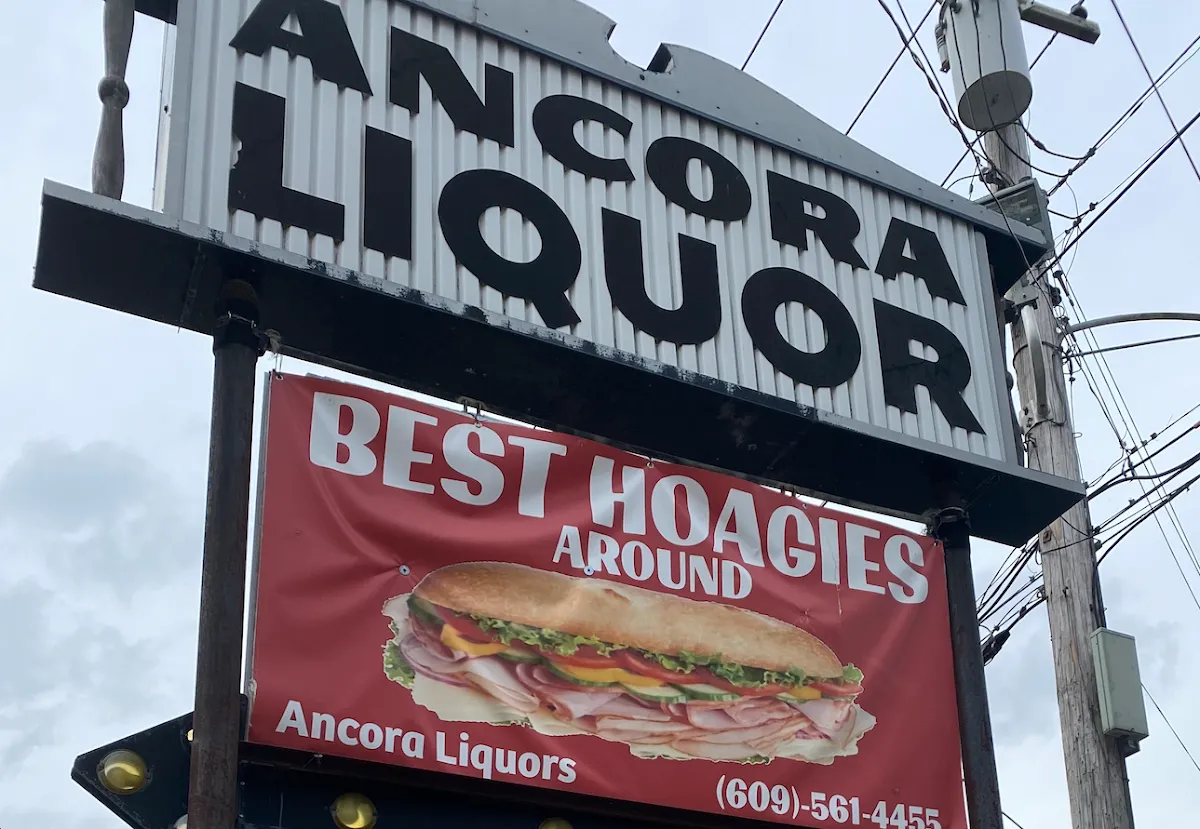 ANCORA
LIQUOR
BEST HOAGIES
AROUND
Ancora Liquors
(609)-561-4455